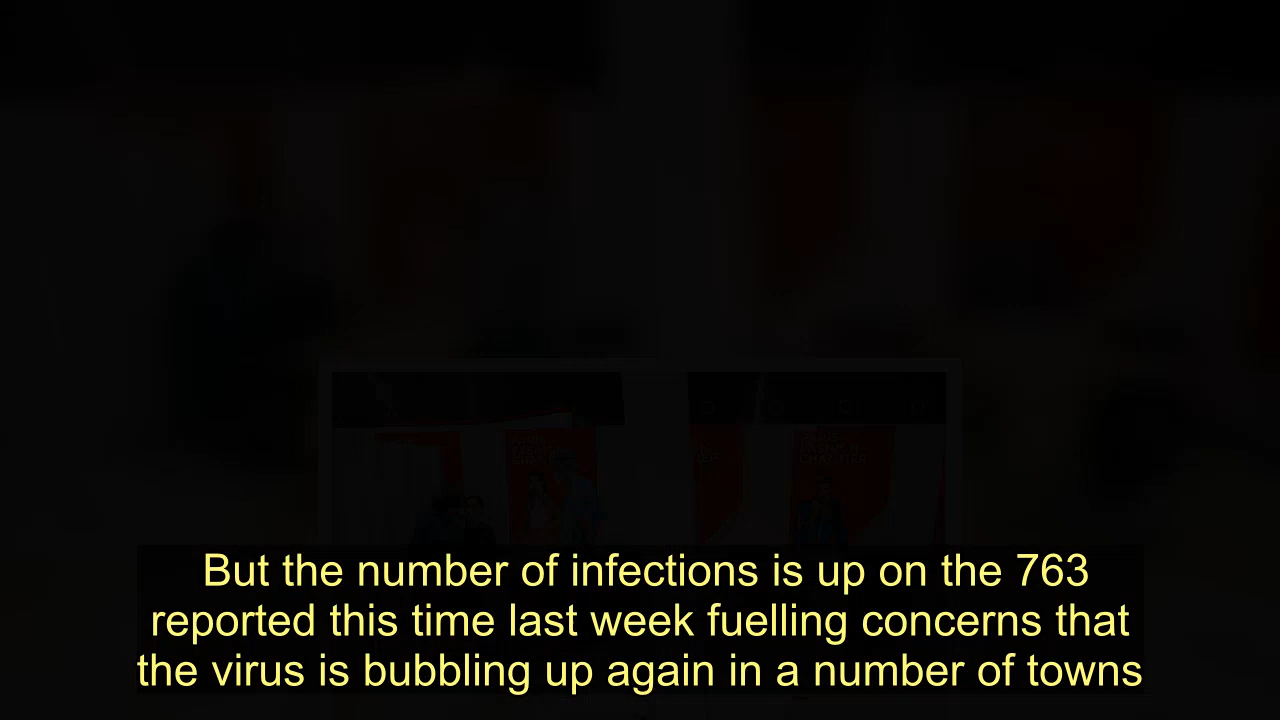 But the number of infections is up on the 763
reported this time last week fuelling concerns that
the virus is bubbling up again in a number of towns